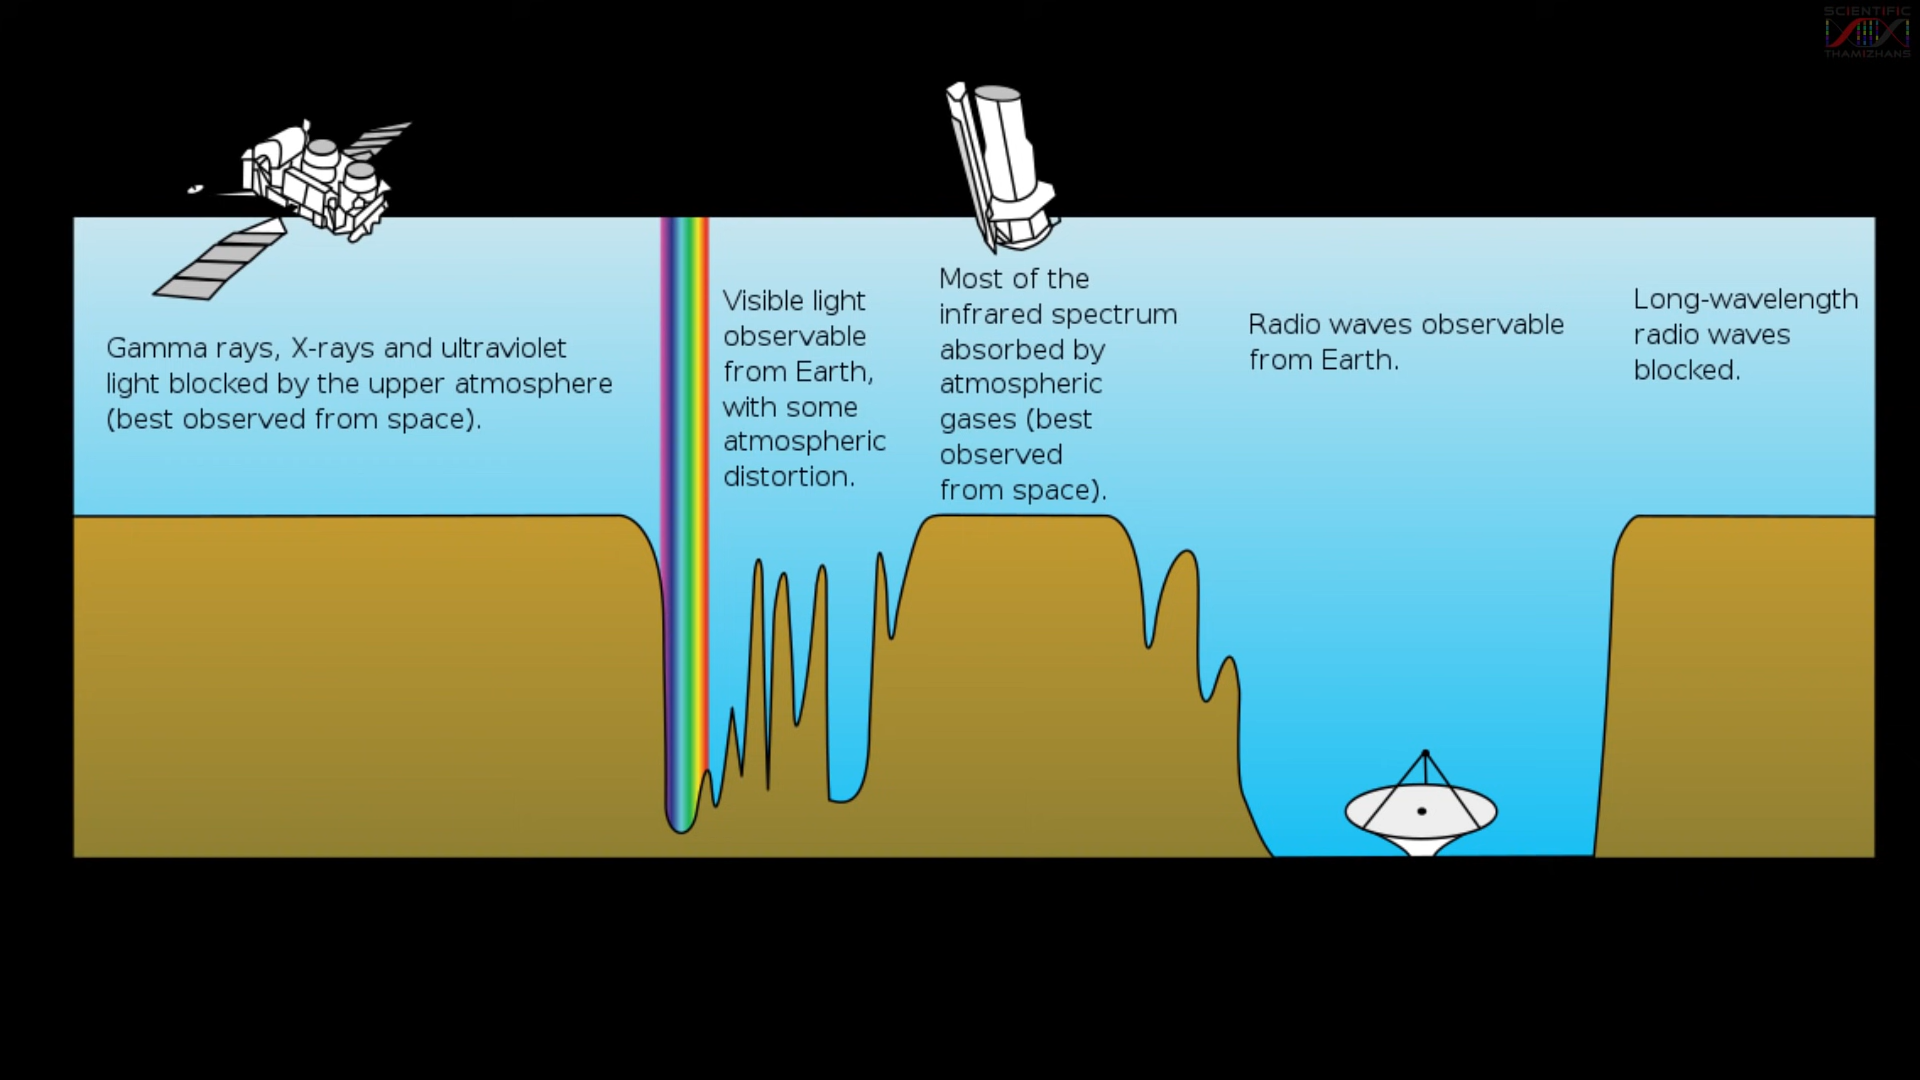 SCIENTIFIC
THAMIZHANS
Gamma rays, X-rays and ultraviolet
light blocked by the upper atmosphere
(best observed from space).
Visible light
observable
from Earth,
with some
atmospheric
distortion.
Most of the
infrared spectrum
absorbed by
atmospheric
gases (best
observed
from space).
Radio waves observable
from Earth.
Long-wavelength
radio waves
blocked.